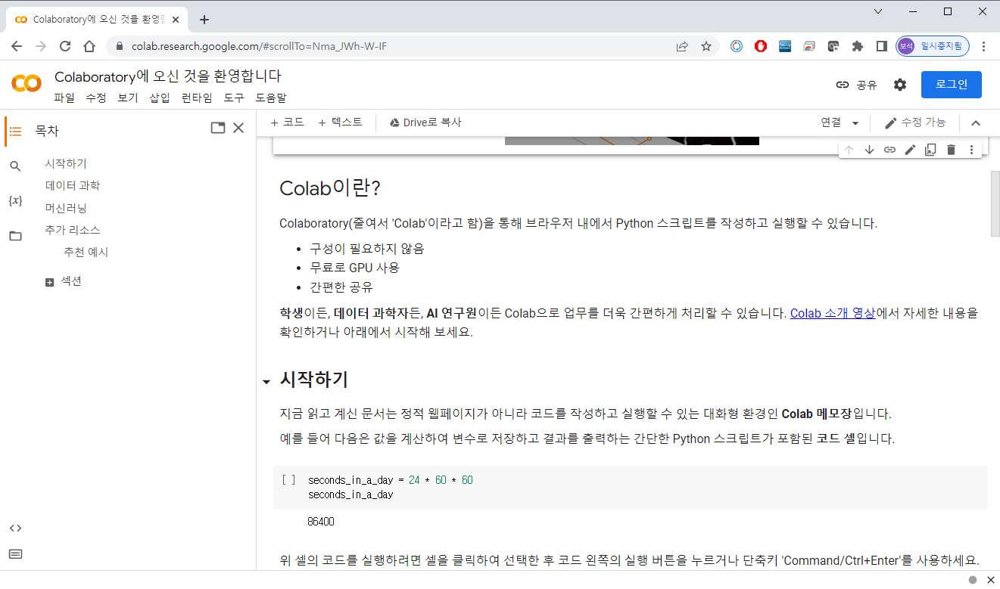 Colaboratory에 오신 것을 환영합
colab.research.google.com/#scrollTo=Nma_JWh-W-IF
보석 일시중지됨
Colaboratory에 오신 것을 환영합니다
파일 수정 보기 삽입 런타임 도구 도움말
공유
로그인
목차
시작하기
데이터 과학
머신러닝
추가 리소스
추천 예시
섹션
{x}
+ 코드 + 텍스트 Drive로 복사
연결 수정 가능
Colab이란?
Colaboratory(줄여서 'Colab'이라고 함)을 통해 브라우저 내에서 Python 스크립트를 작성하고 실행할 수 있습니다.
• 구성이 필요하지 않음
• 무료로 GPU 사용
• 간편한 공유
학생이든, 데이터 과학자든, AI 연구원이든 Colab으로 업무를 더욱 간편하게 처리할 수 있습니다. Colab 소개 영상에서 자세한 내용을
확인하거나 아래에서 시작해 보세요.
시작하기
지금 읽고 계신 문서는 정적 웹페이지가 아니라 코드를 작성하고 실행할 수 있는 대화형 환경인 Colab 메모장입니다.
예를 들어 다음은 값을 계산하여 변수로 저장하고 결과를 출력하는 간단한 Python 스크립트가 포함된 코드 셀입니다.
[ ] seconds_in_a_day = 24 * 60 * 60
seconds_in_a_day
86400
위 셀의 코드를 실행하려면 셀을 클릭하여 선택한 후 코드 왼쪽의 실행 버튼을 누르거나 단축키 'Command/Ctrl+Enter'를 사용하세요.